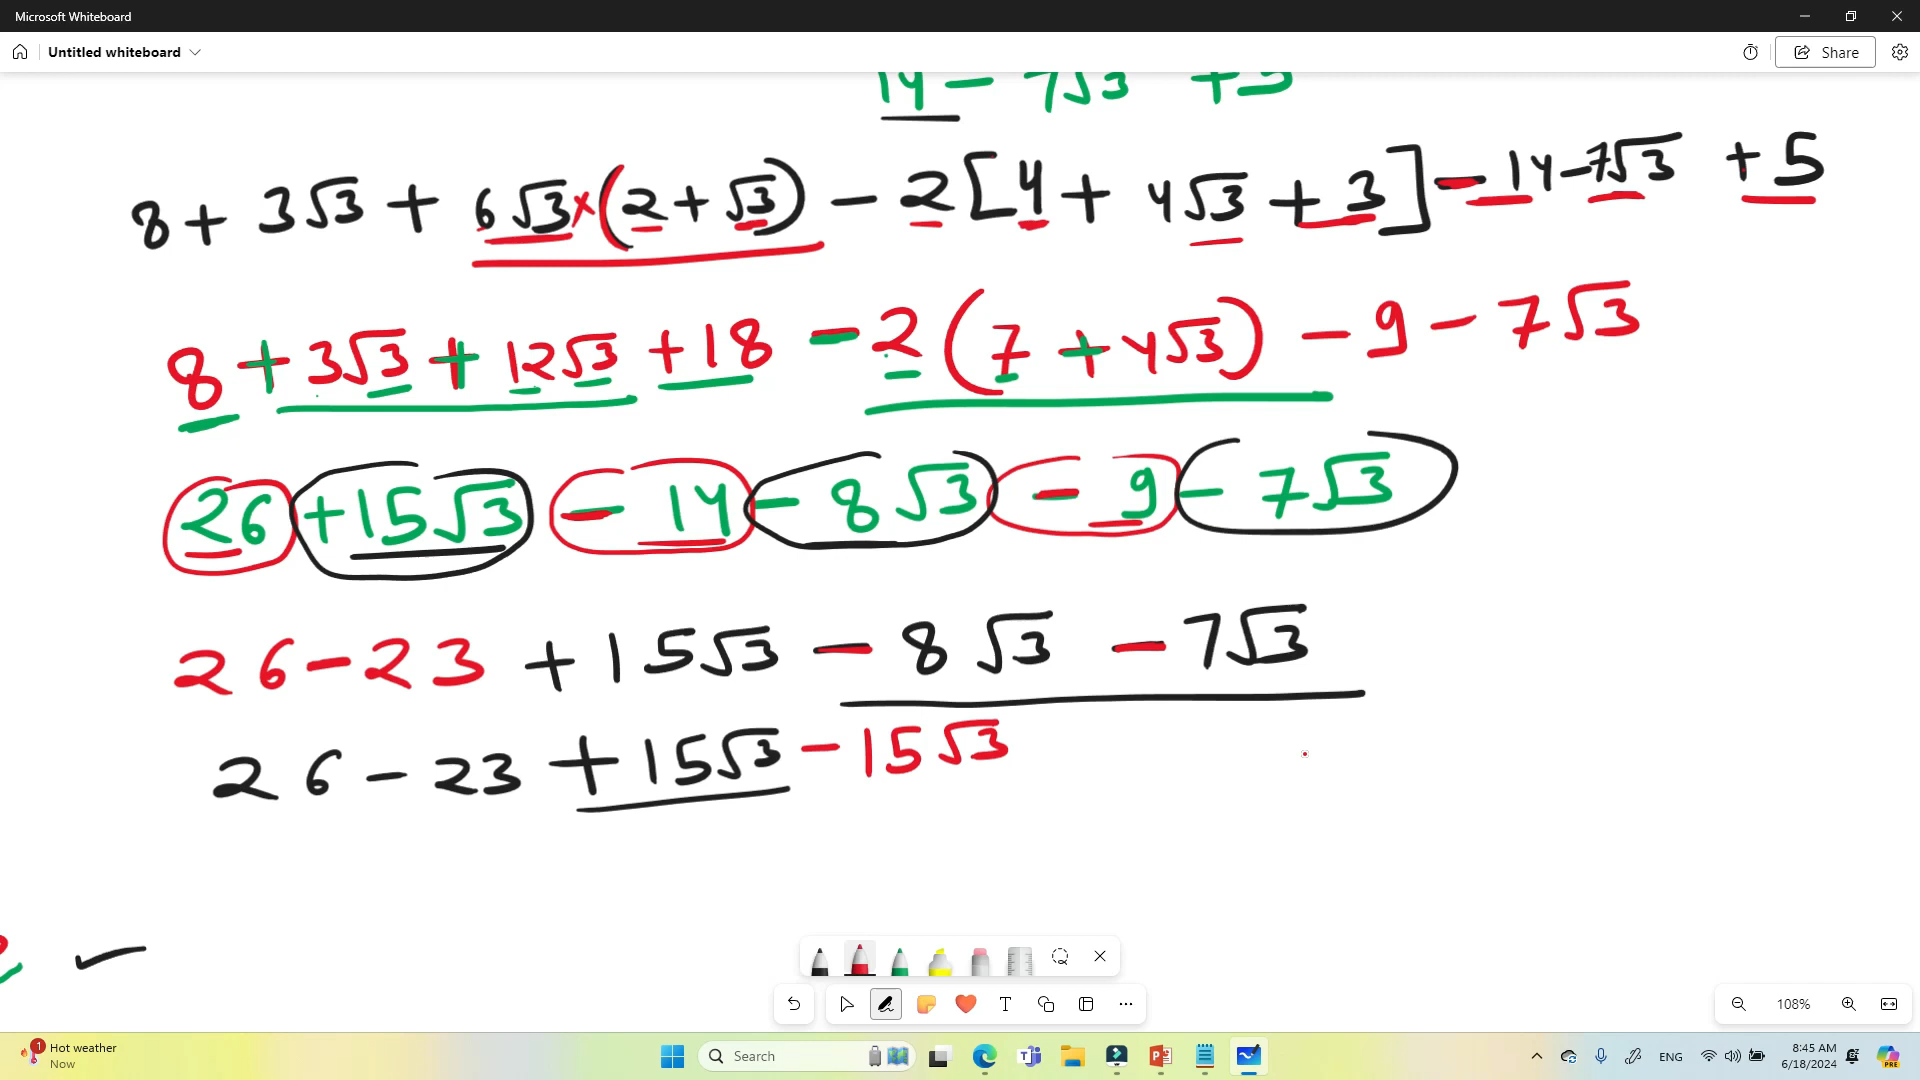 Microsoft Whiteboard
Untitled whiteboard
Share
14 - 7√3 +5
8 + 3√3 + 6√3×(2 + √3) - 2[4 + 4√3 + 3] - 14 - 7√3 + 5
8 + 3√3 + 12√3 + 18 - 2(7 + 4√3) - 9 - 7√3
26 +15√3 - 14 - 8√3 - 9 - 7√3
26 - 23 + 15√3 - 8√3 - 7√3
26 - 23 + 15√3 - 15√3
108%
1
Hot weather
Now
Search
ENG
8:45 AM
6/18/2024
PRE